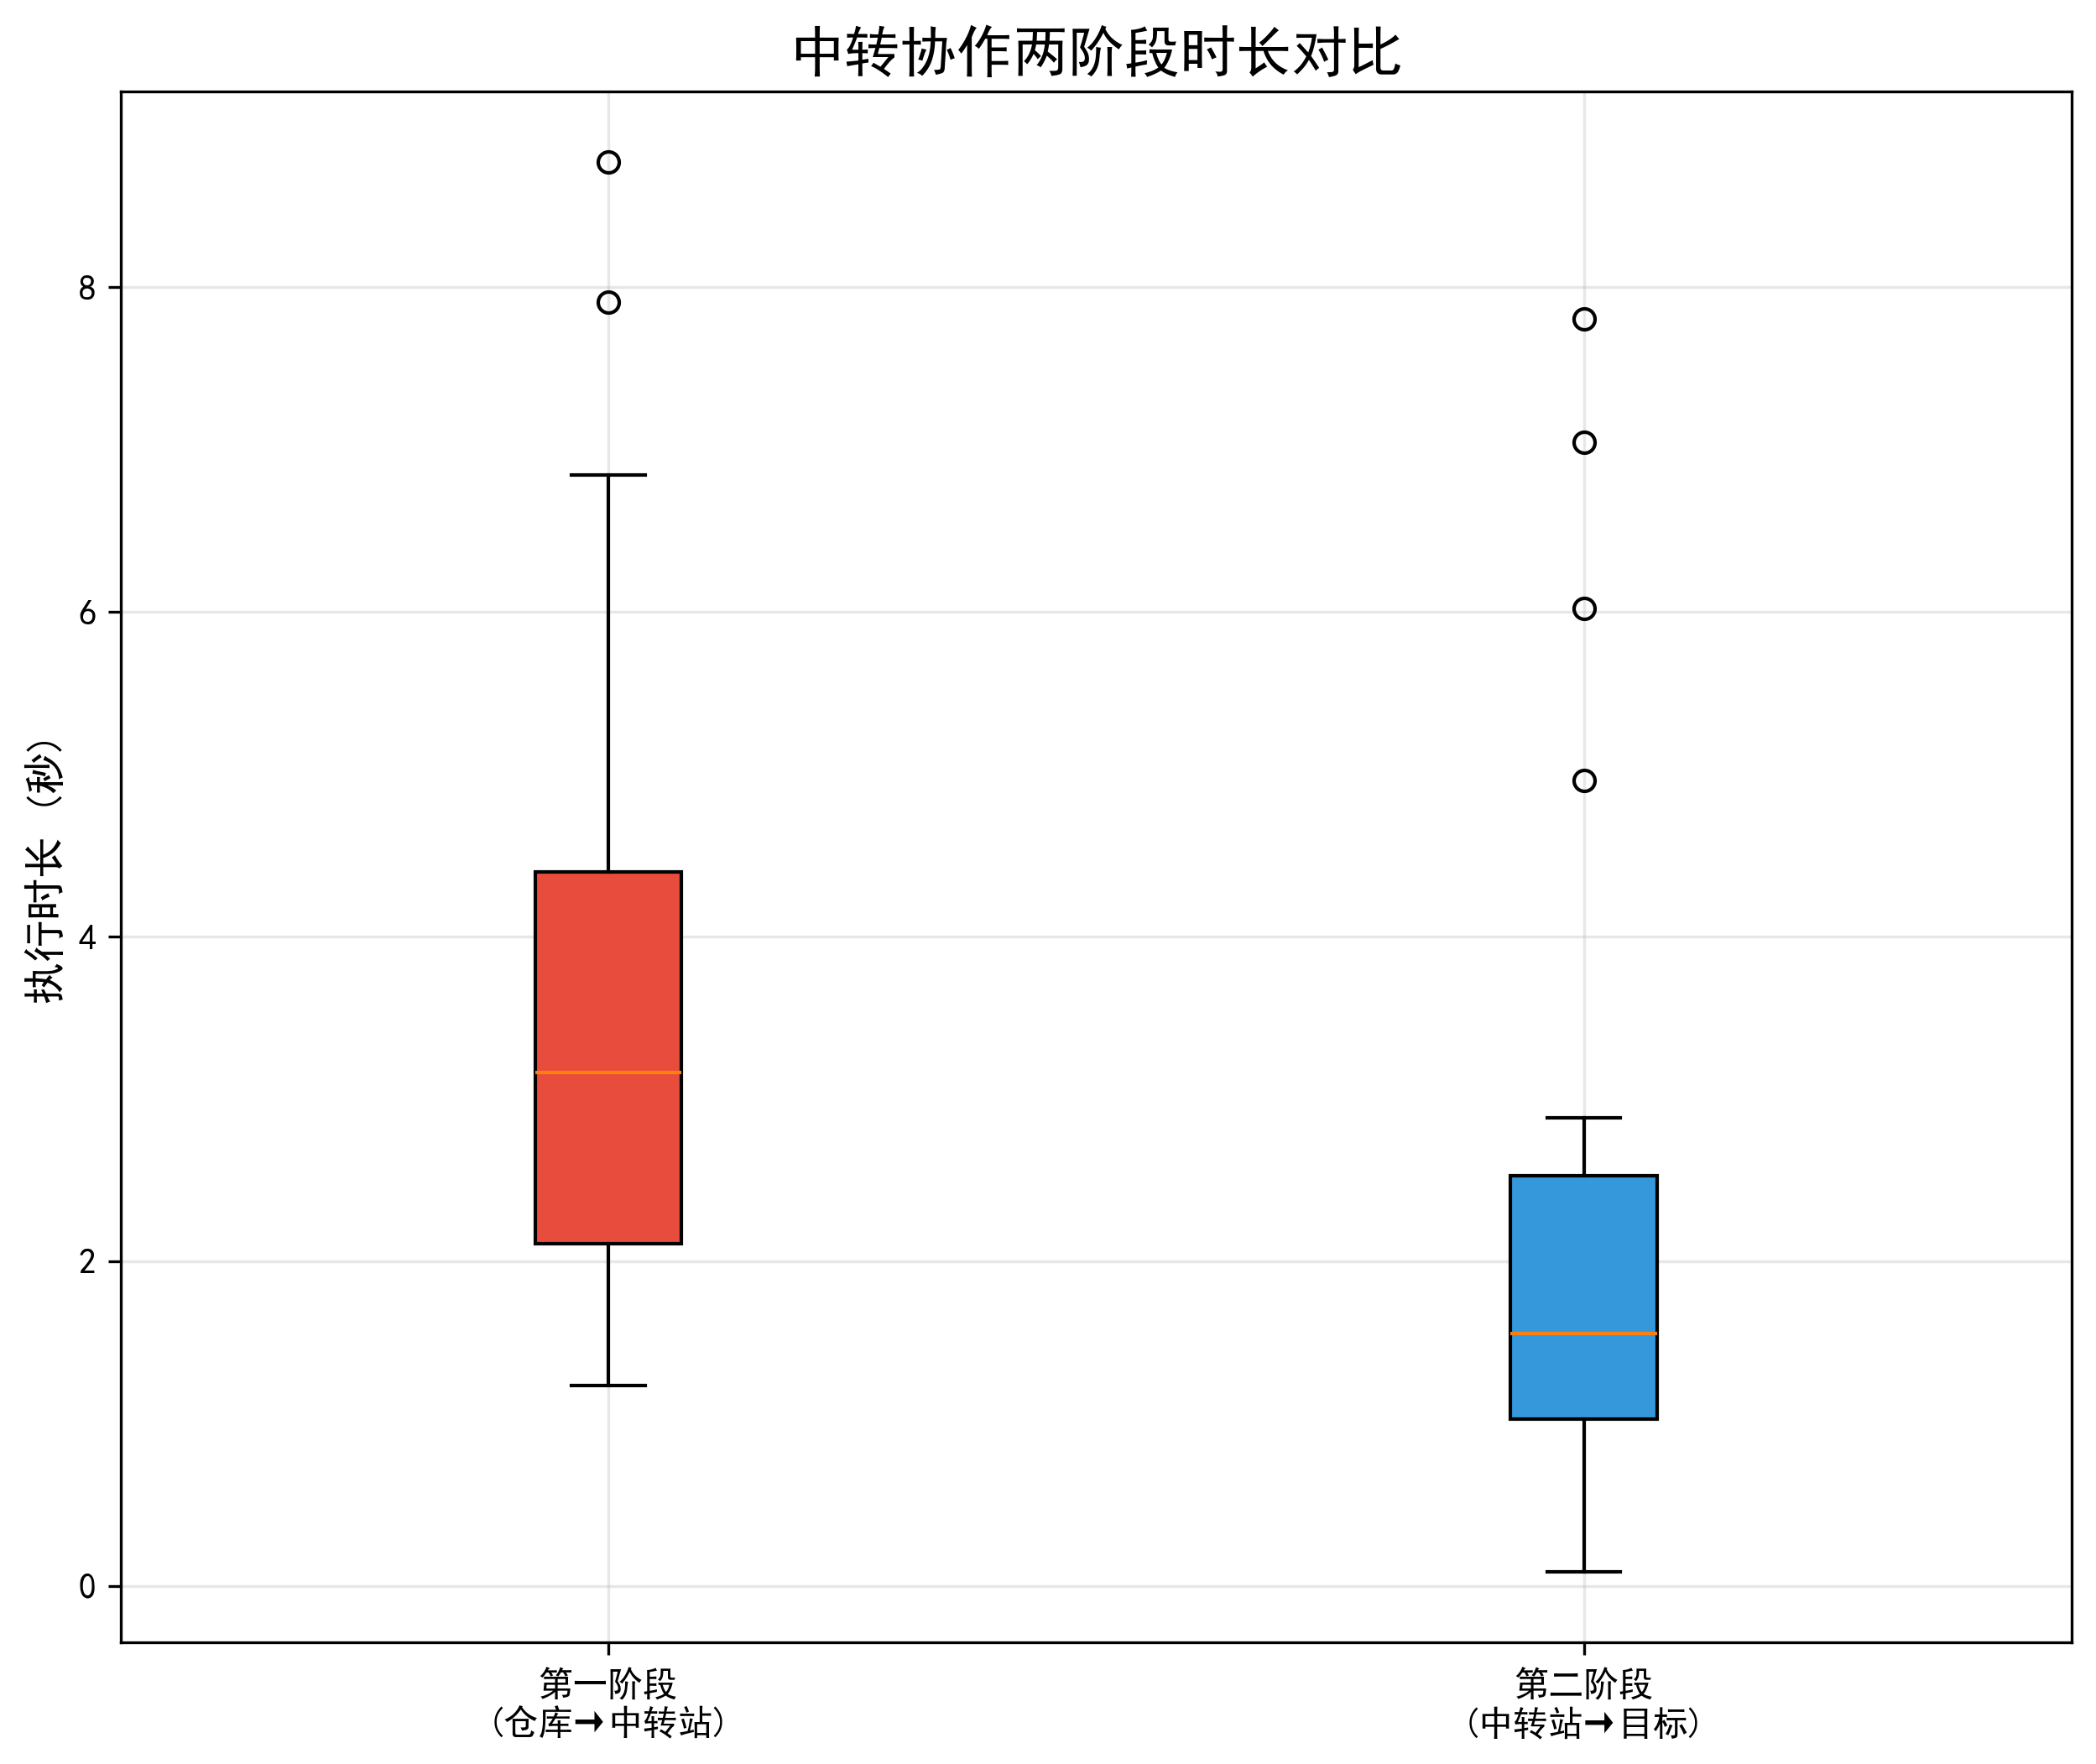 中转协作两阶段时长对比
执行时长（秒）
8
6
4
2
0
第一阶段
（仓库→中转站）
第二阶段
（中转站→目标）